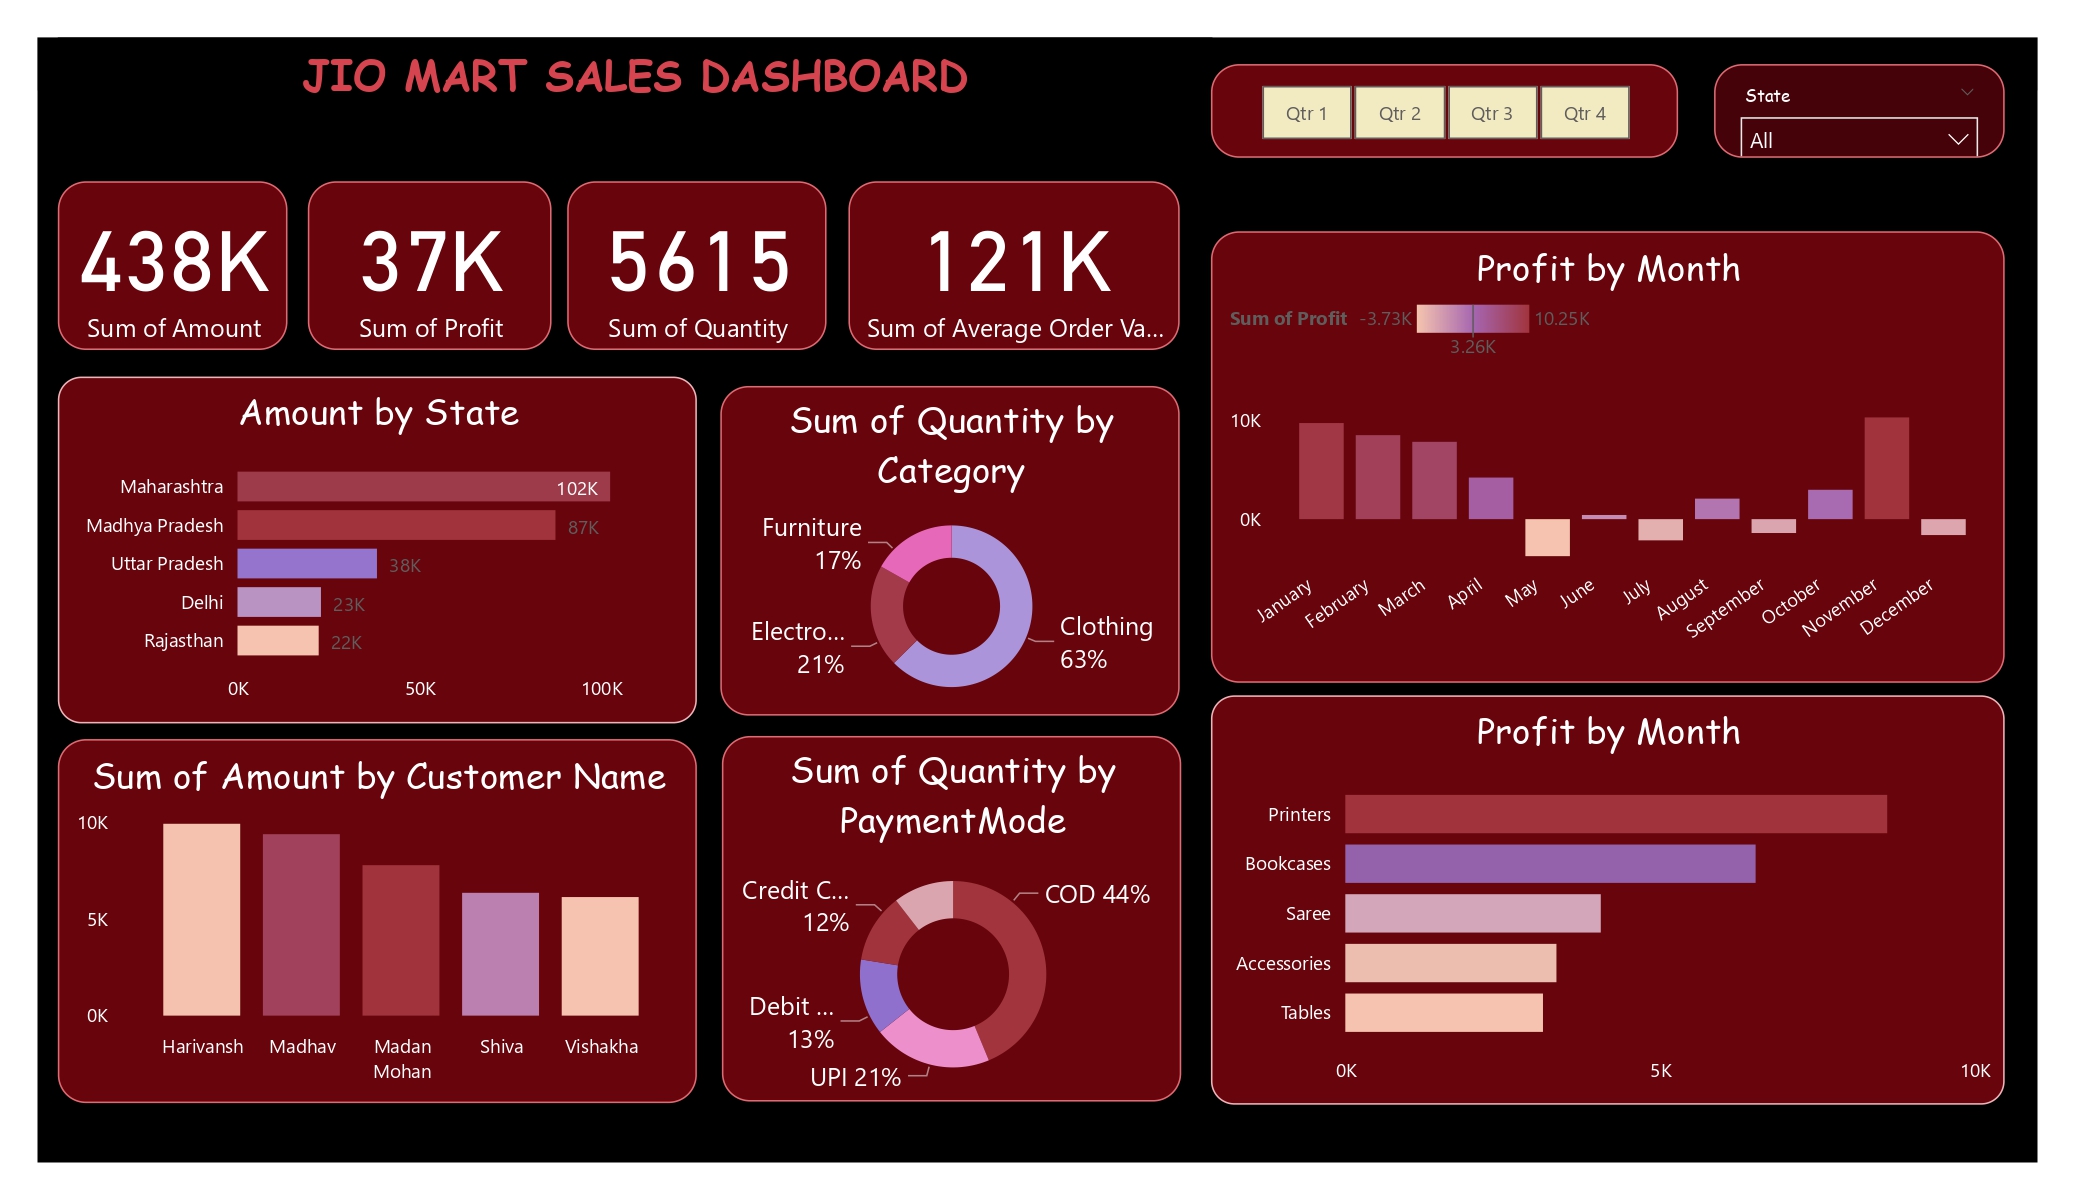 JIO MART SALES DASHBOARD
Qtr 1
Qtr 2
Qtr 3
Qtr 4
State
All
438K
Sum of Amount
37K
Sum of Profit
5615
Sum of Quantity
121K
Sum of Average Order Va...
Amount by State
Maharashtra
102K
Madhya Pradesh
87K
Uttar Pradesh
38K
Delhi
23K
Rajasthan
22K
0K
50K
100K
Sum of Quantity by
Category
Furniture
17%
Electro...
21%
Clothing
63%
Profit by Month
Sum of Profit -3.73K 10.25K
3.26K
10K
0K
January
February
March
April
May
June
July
August
September
October
November
December
Sum of Amount by Customer Name
10K
5K
0K
Harivansh
Madhav
Madan
Mohan
Shiva
Vishakha
Sum of Quantity by
PaymentMode
Credit C...
12%
COD 44%
Debit ...
13%
UPI 21%
Profit by Month
Printers
Bookcases
Saree
Accessories
Tables
0K
5K
10K